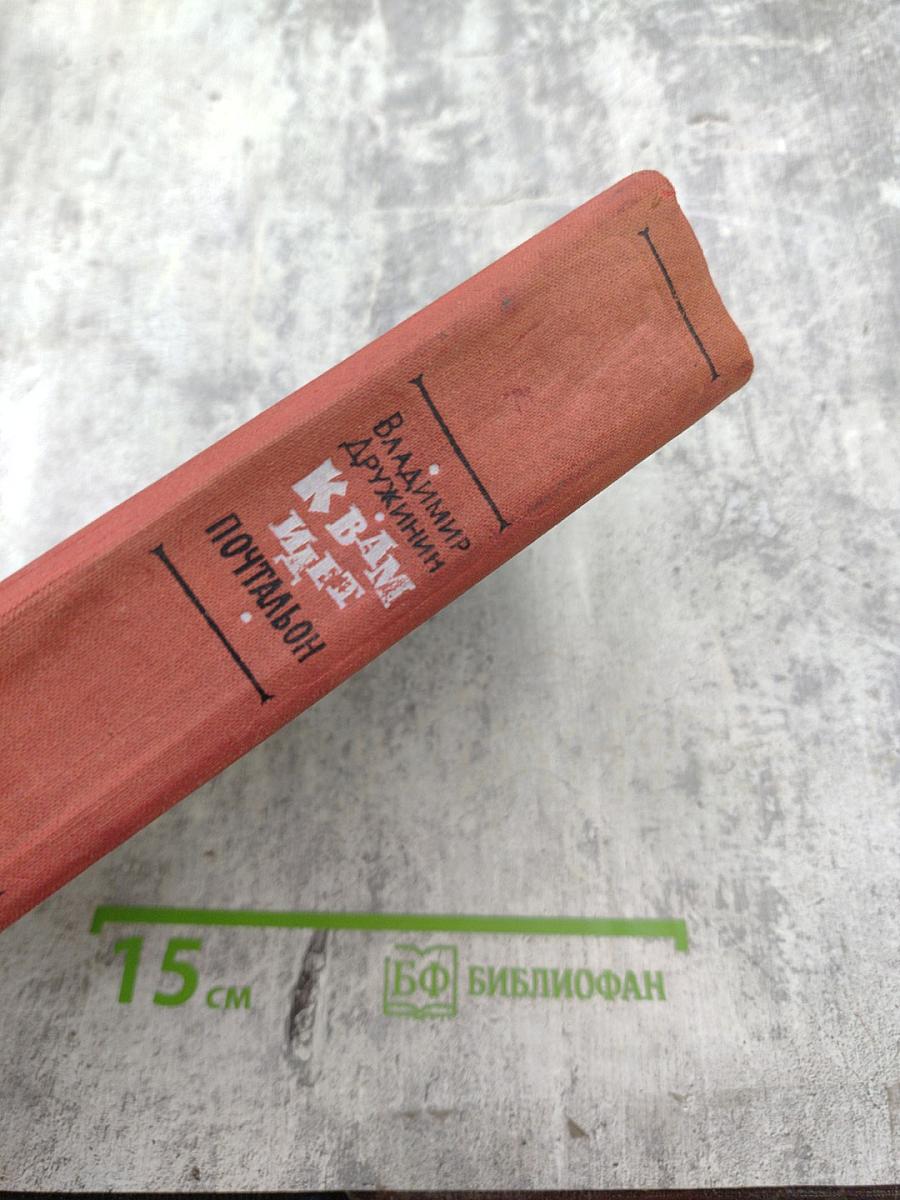 Владимир
Дружинин
К ВАМ
ИДЕТ
ПОЧТАЛЬОН
15 см
БФ БИБЛИОФАН